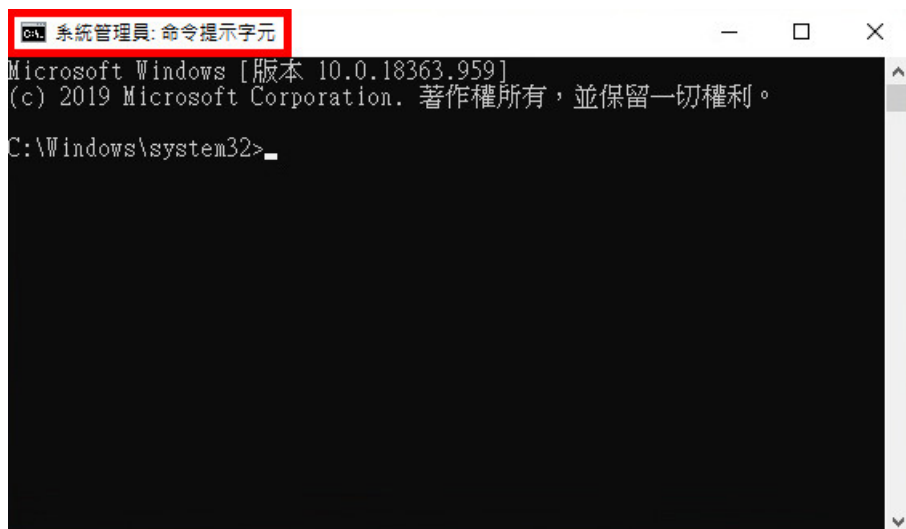 系統管理員: 命令提示字元
Microsoft Windows [版本 10.0.18363.959]
(c) 2019 Microsoft Corporation. 著作權所有，並保留一切權利。
C:\Windows\system32>